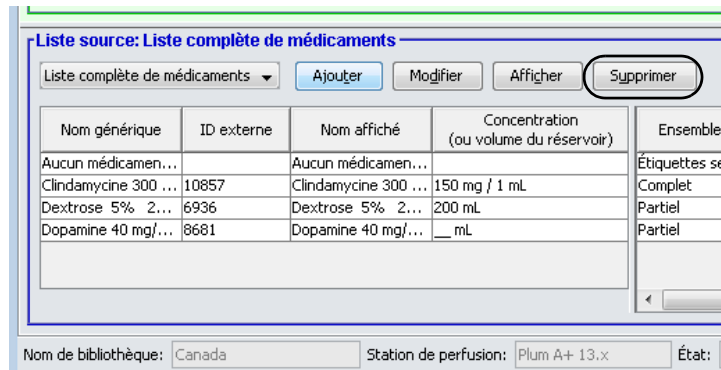 Liste source: Liste complète de médicaments
Liste complète de médicaments Ajouter Modifier Afficher Supprimer
Nom générique ID externe Nom affiché Concentration (ou volume du réservoir) Ensemble
Aucun médicamen... Aucun médicamen... Étiquettes se
Clindamycine 300 ... 10857 Clindamycine 300 ... 150 mg / 1 mL Complet
Dextrose 5% 2... 6936 Dextrose 5% 2... 200 mL Partiel
Dopamine 40 mg/... 8681 Dopamine 40 mg/... __ mL Partiel
Nom de bibliothèque: Canada Station de perfusion: Plum A+ 13.x État: